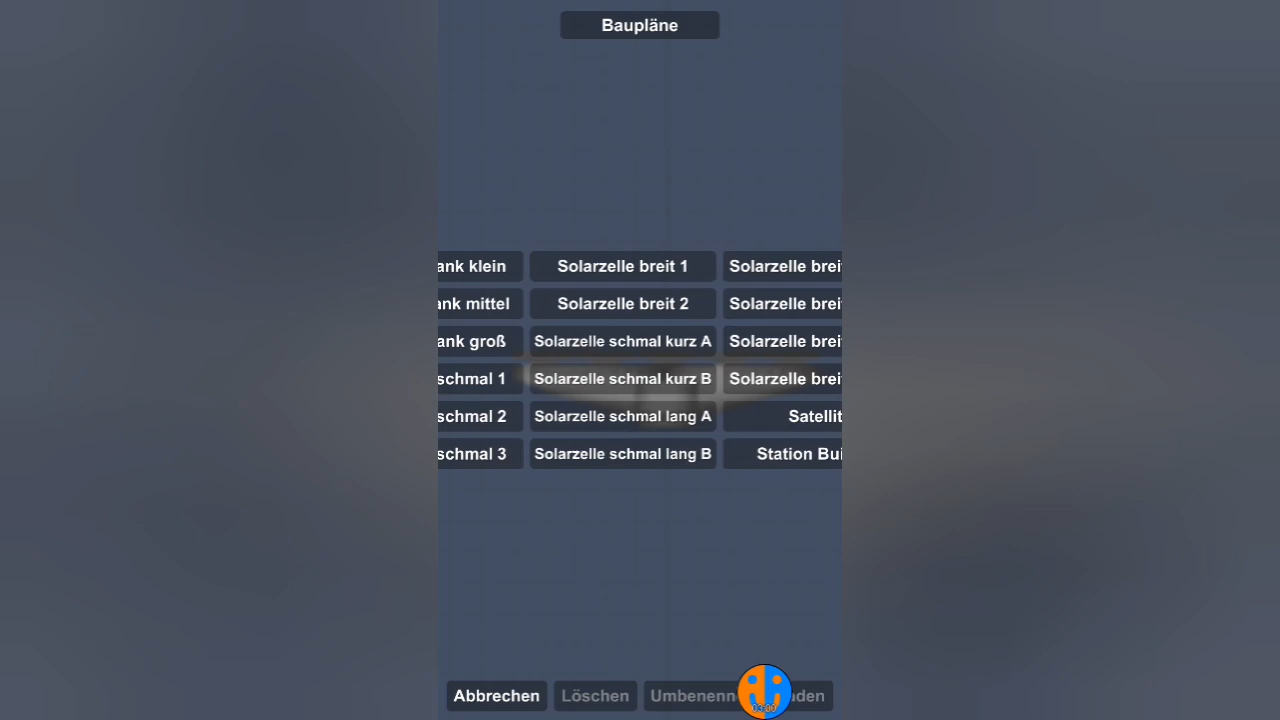 Baupläne
ank klein Solarzelle breit 1 Solarzelle brei
ank mittel Solarzelle breit 2 Solarzelle brei
ank groß Solarzelle schmal kurz A Solarzelle brei
schmal 1 Solarzelle schmal kurz B Solarzelle brei
schmal 2 Solarzelle schmal lang A Satellit
schmal 3 Solarzelle schmal lang B Station Bui
Abbrechen Löschen Umbenenn aden
03:00